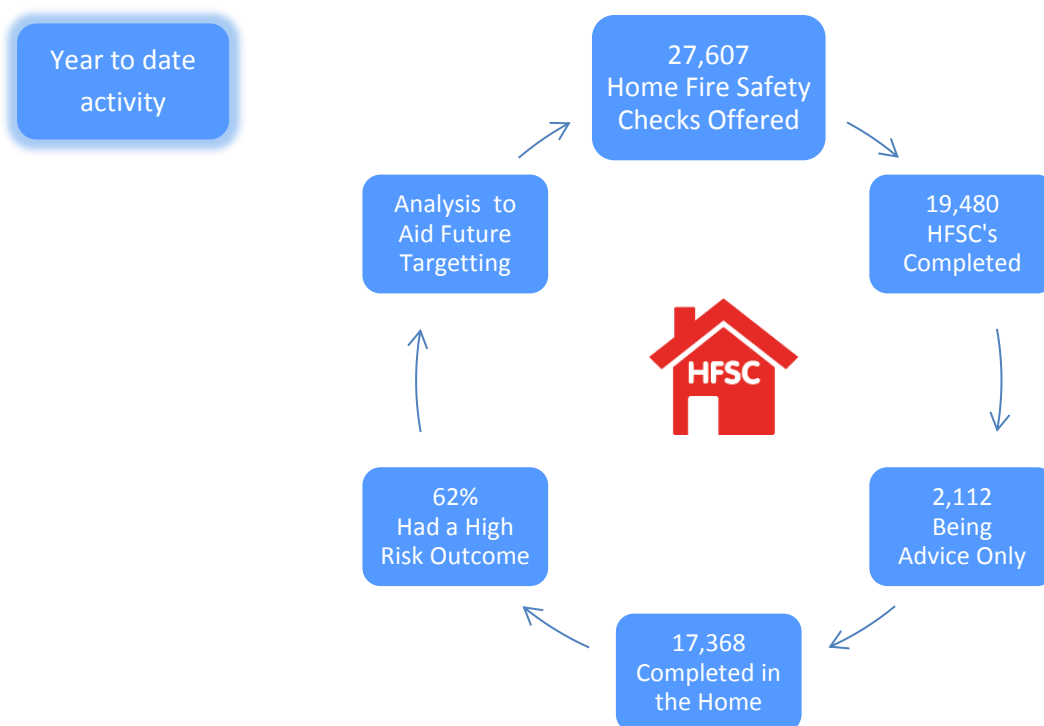 Year to date
activity
27,607
Home Fire Safety
Checks Offered
19,480
HFSC's
Completed
2,112
Being
Advice Only
17,368
Completed in
the Home
62%
Had a High
Risk Outcome
Analysis to
Aid Future
Targetting
HFSC